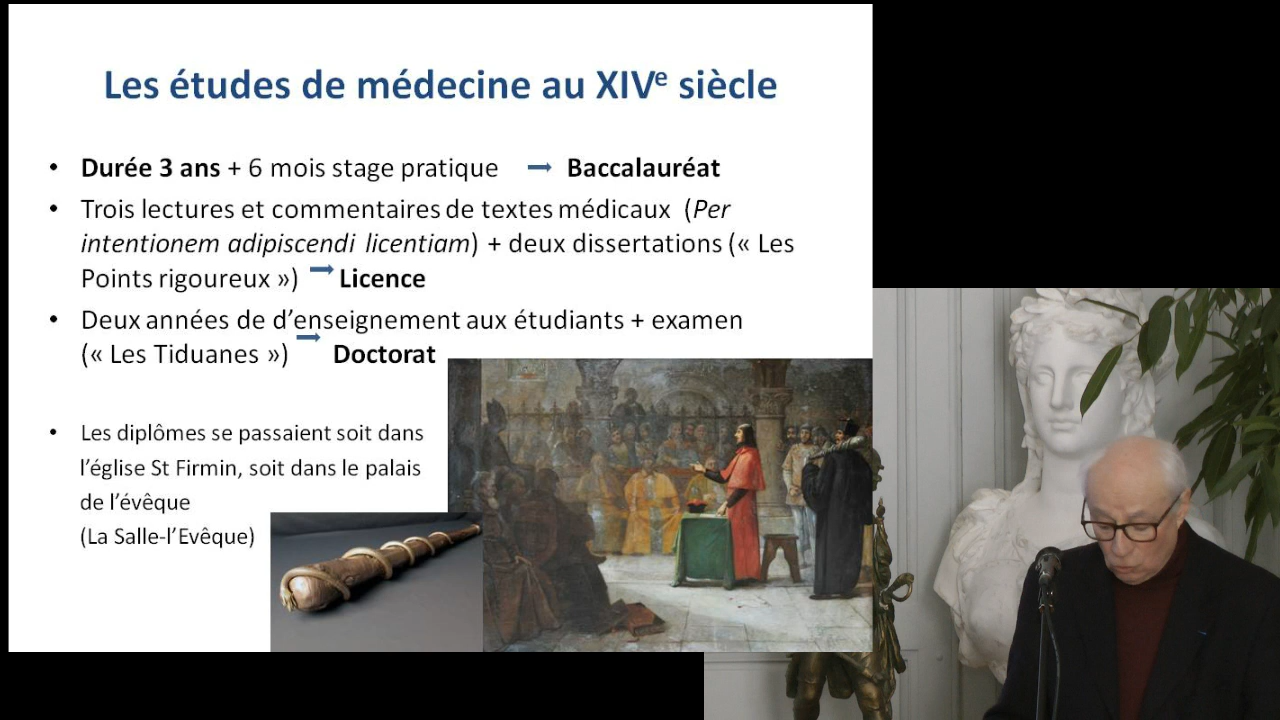 Les études de médecine au XIVe siècle
• Durée 3 ans + 6 mois stage pratique → Baccalauréat
• Trois lectures et commentaires de textes médicaux (Per
intentionem adipiscendi licentiam) + deux dissertations (« Les
Points rigoureux ») → Licence
• Deux années de d’enseignement aux étudiants + examen
(« Les Tiduanes ») → Doctorat
• Les diplômes se passaient soit dans
l’église St Firmin, soit dans le palais
de l’évêque
(La Salle-l’Evêque)